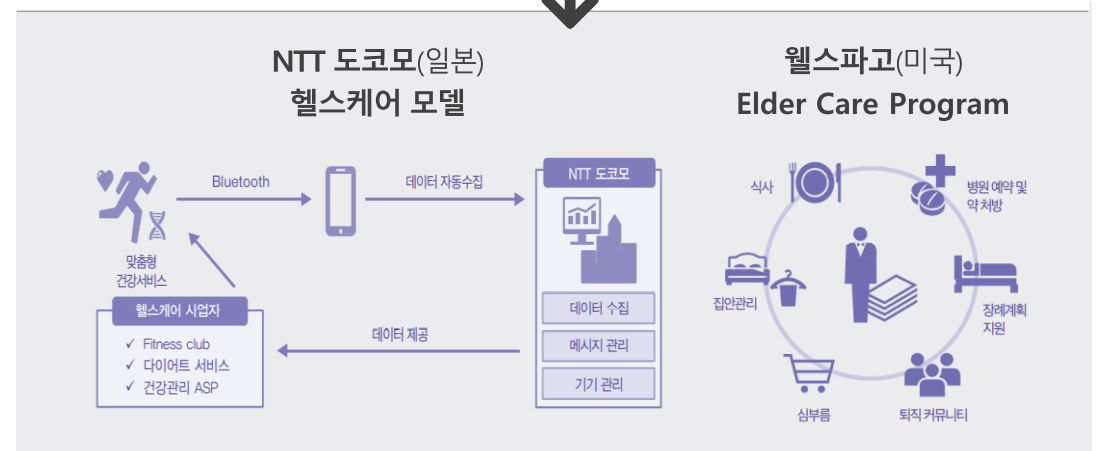 NTT 도코모(일본)
헬스케어 모델
Bluetooth
데이터 자동수집
NTT 도코모
맞춤형
건강서비스
헬스케어 사업자
✓ Fitness club
✓ 다이어트 서비스
✓ 건강관리 ASP
데이터 제공
데이터 수집
메시지 관리
기기 관리
웰스파고(미국)
Elder Care Program
식사
병원 예약 및
약 처방
집안관리
장례계획
지원
심부름
퇴직 커뮤니티